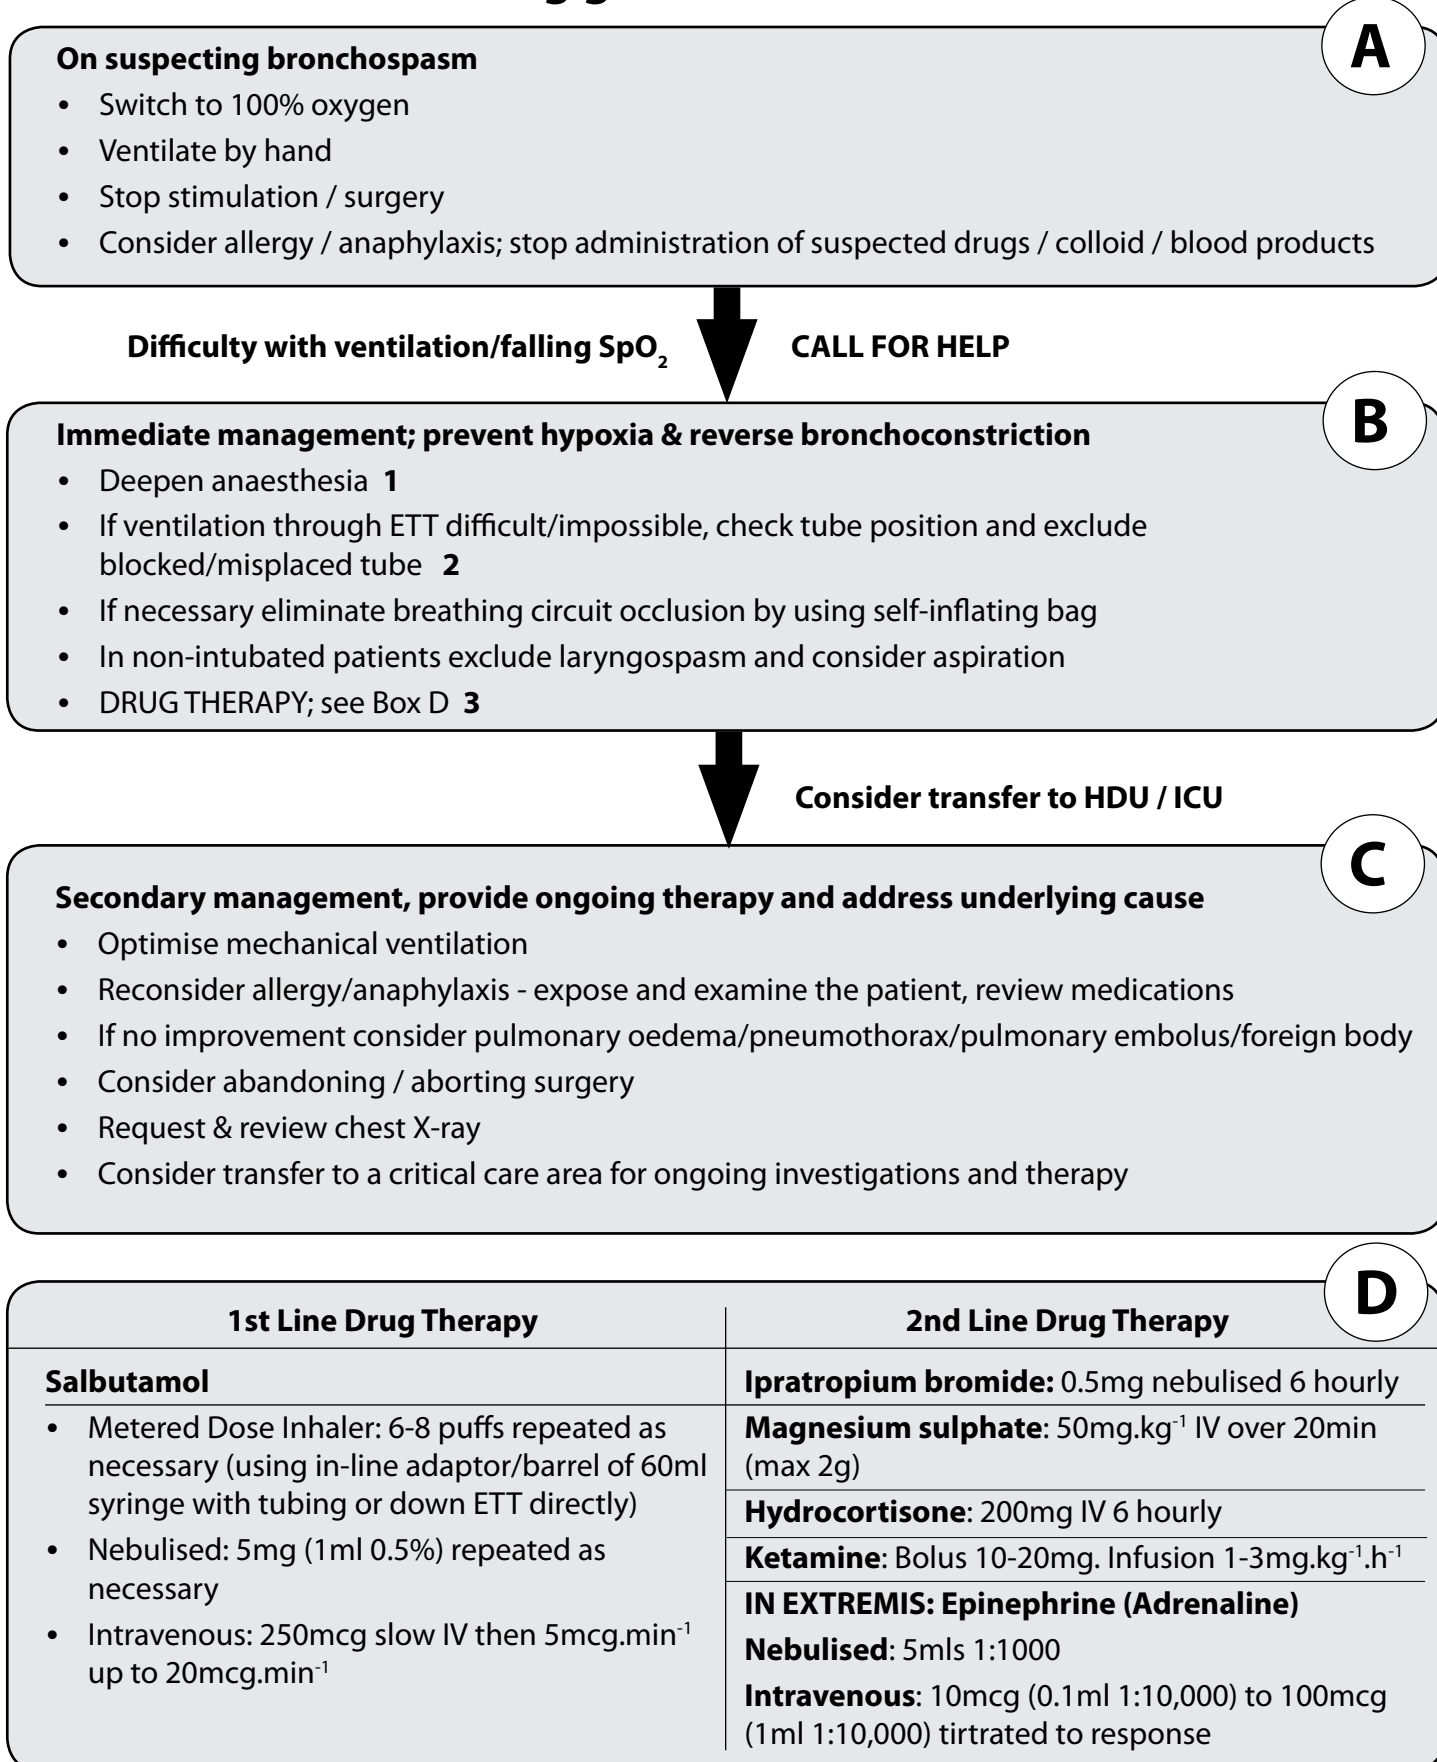 A
On suspecting bronchospasm
• Switch to 100% oxygen
• Ventilate by hand
• Stop stimulation / surgery
• Consider allergy / anaphylaxis; stop administration of suspected drugs / colloid / blood products
Difficulty with ventilation/falling SpO₂
CALL FOR HELP
B
Immediate management; prevent hypoxia & reverse bronchoconstriction
• Deepen anaesthesia 1
• If ventilation through ETT difficult/impossible, check tube position and exclude
blocked/misplaced tube 2
• If necessary eliminate breathing circuit occlusion by using self-inflating bag
• In non-intubated patients exclude laryngospasm and consider aspiration
• DRUG THERAPY; see Box D 3
Consider transfer to HDU / ICU
C
Secondary management, provide ongoing therapy and address underlying cause
• Optimise mechanical ventilation
• Reconsider allergy/anaphylaxis - expose and examine the patient, review medications
• If no improvement consider pulmonary oedema/pneumothorax/pulmonary embolus/foreign body
• Consider abandoning / aborting surgery
• Request & review chest X-ray
• Consider transfer to a critical care area for ongoing investigations and therapy
D
1st Line Drug Therapy
Salbutamol
• Metered Dose Inhaler: 6-8 puffs repeated as
necessary (using in-line adaptor/barrel of 60ml
syringe with tubing or down ETT directly)
• Nebulised: 5mg (1ml 0.5%) repeated as
necessary
• Intravenous: 250mcg slow IV then 5mcg.min⁻¹
up to 20mcg.min⁻¹
2nd Line Drug Therapy
Ipratropium bromide: 0.5mg nebulised 6 hourly
Magnesium sulphate: 50mg.kg⁻¹ IV over 20min
(max 2g)
Hydrocortisone: 200mg IV 6 hourly
Ketamine: Bolus 10-20mg. Infusion 1-3mg.kg⁻¹.h⁻¹
IN EXTREMIS: Epinephrine (Adrenaline)
Nebulised: 5mls 1:1000
Intravenous: 10mcg (0.1ml 1:10,000) to 100mcg
(1ml 1:10,000) tirtrated to response